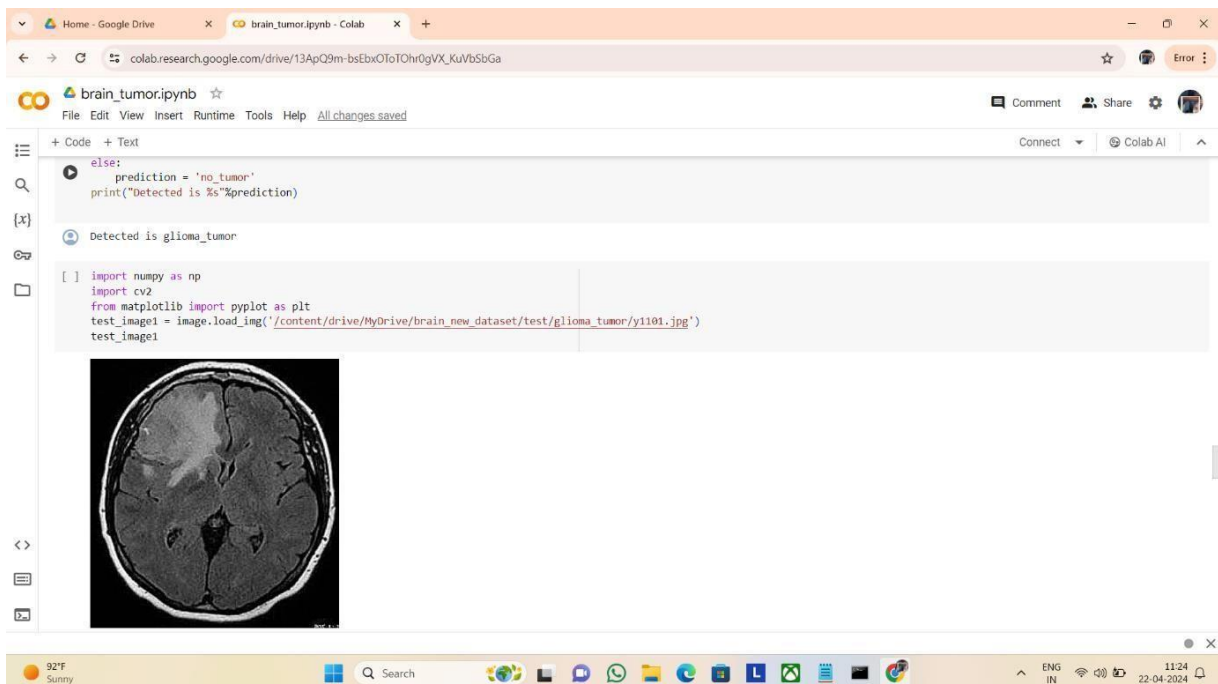 Home - Google Drive
brain_tumor.ipynb - Colab
colab.research.google.com/drive/13ApQ9m-bsEbxOToTOhr0gVX_KuVbSbGa
Error
CO
brain_tumor.ipynb
Comment
Share
File Edit View Insert Runtime Tools Help All changes saved
+ Code + Text
Connect
Colab AI
else:
prediction = 'no_tumor'
print("Detected is %s"%prediction)
{x}
Detected is glioma_tumor
[ ] import numpy as np
import cv2
from matplotlib import pyplot as plt
test_image1 = image.load_img('/content/drive/MyDrive/brain_new_dataset/test/glioma_tumor/y1101.jpg')
test_image1
92°F
Sunny
Search
L
ENG
IN
11:24
22-04-2024